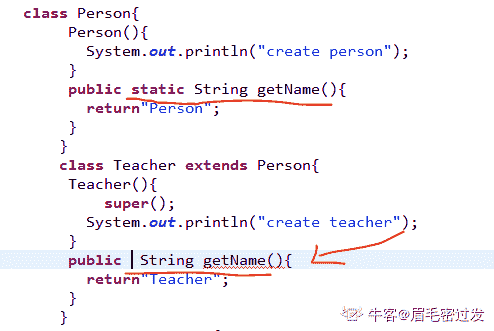 class Person{
Person(){
System.out.println("create person");
}
public static String getName(){
return"Person";
}
}
class Teacher extends Person{
Teacher(){
super();
System.out.println("create teacher");
}
public String getName(){
return"Teacher";
}
}
牛客@眉毛密过发